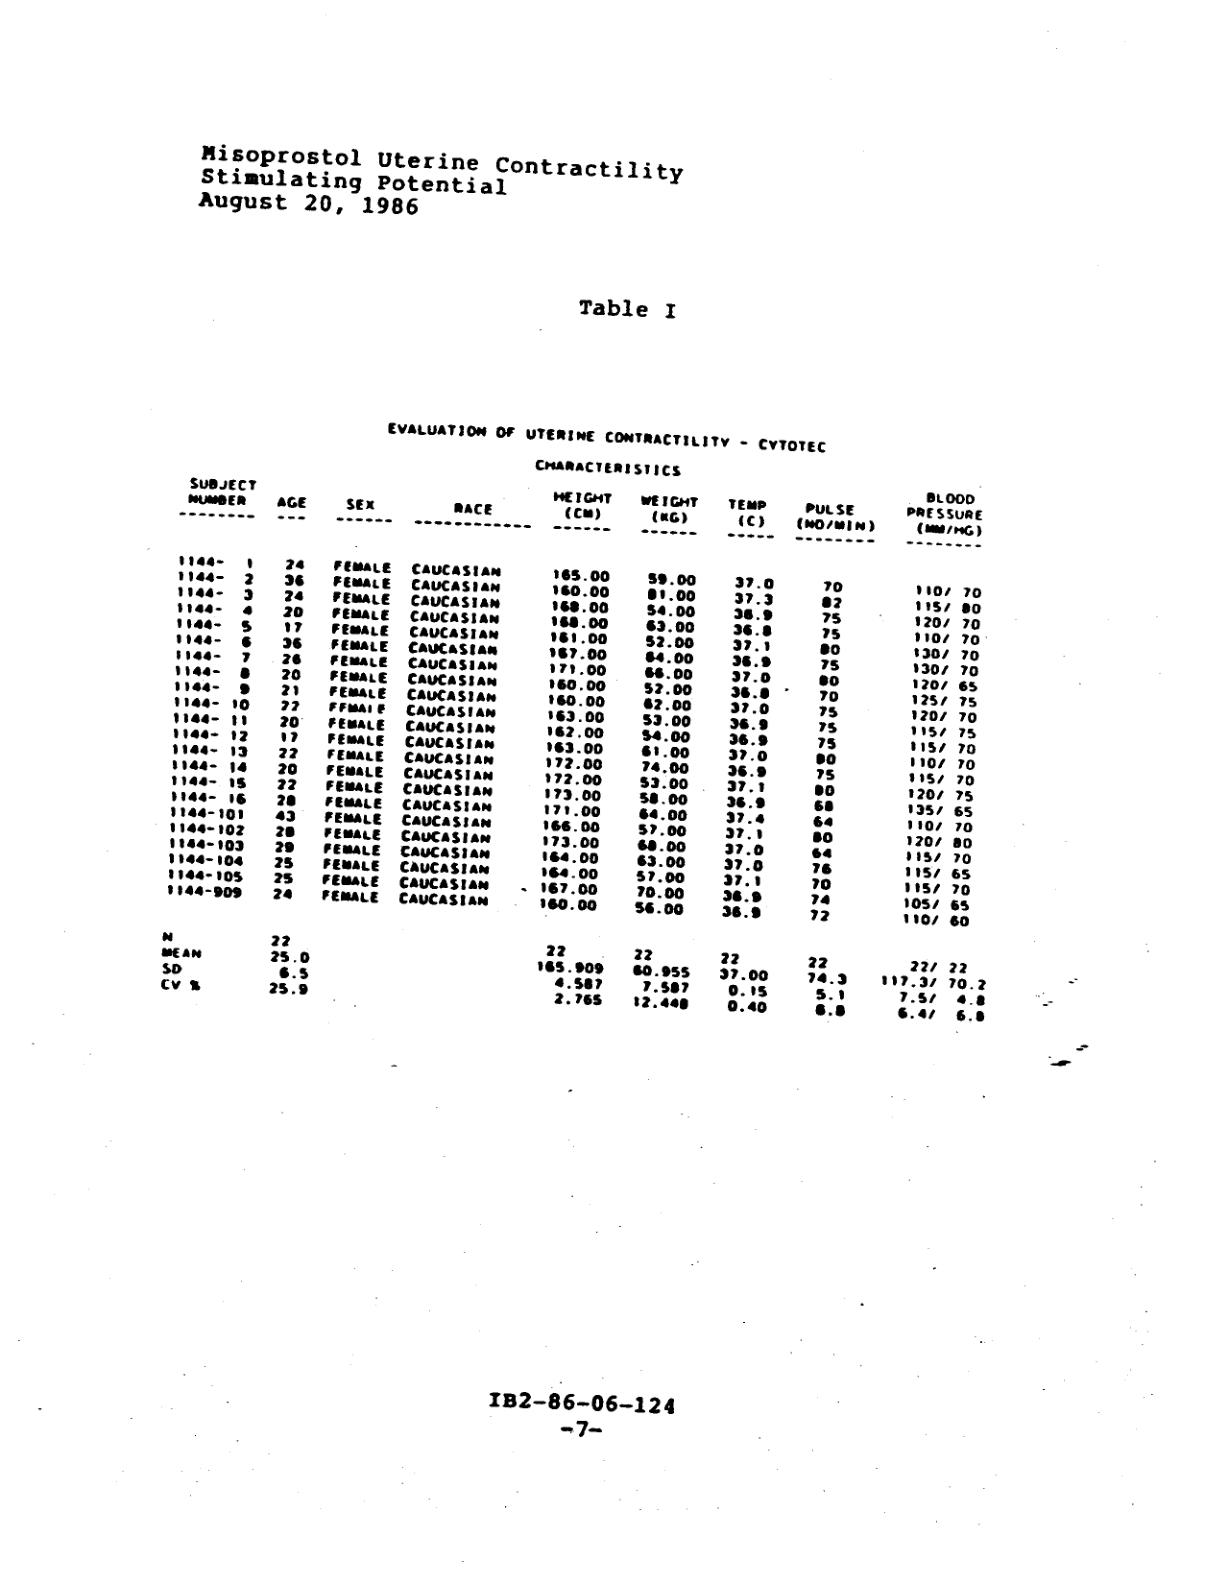 Misoprostol Uterine Contractility
Stimulating Potential
August 20, 1986
Table I
EVALUATION OF UTERINE CONTRACTILITY - CYTOTEC
CHARACTERISTICS
SUBJECT BLOOD
NUMBER AGE SEX RACE HEIGHT WEIGHT TEMP PULSE PRESSURE
(CM) (KG) (C) (NO/MIN) (MM/HG)
1144- 1 24 FEMALE CAUCASIAN 165.00 59.00 37.0 70 110/ 70
1144- 2 36 FEMALE CAUCASIAN 160.00 81.00 37.3 82 115/ 80
1144- 3 24 FEMALE CAUCASIAN 168.00 54.00 36.9 75 120/ 70
1144- 4 20 FEMALE CAUCASIAN 168.00 63.00 36.8 75 110/ 70
1144- 5 17 FEMALE CAUCASIAN 161.00 52.00 37.1 80 130/ 70
1144- 6 36 FEMALE CAUCASIAN 167.00 64.00 36.9 75 130/ 70
1144- 7 26 FEMALE CAUCASIAN 171.00 66.00 37.0 80 120/ 65
1144- 8 20 FEMALE CAUCASIAN 160.00 52.00 36.8 70 125/ 75
1144- 9 21 FEMALE CAUCASIAN 160.00 62.00 37.0 75 120/ 70
1144- 10 22 FEMALE CAUCASIAN 163.00 53.00 36.9 75 115/ 75
1144- 11 20 FEMALE CAUCASIAN 162.00 54.00 36.9 75 115/ 70
1144- 12 17 FEMALE CAUCASIAN 163.00 61.00 37.0 80 110/ 70
1144- 13 22 FEMALE CAUCASIAN 172.00 74.00 36.9 75 115/ 70
1144- 14 20 FEMALE CAUCASIAN 172.00 53.00 37.1 80 120/ 75
1144- 15 22 FEMALE CAUCASIAN 173.00 58.00 36.9 68 135/ 65
1144- 16 28 FEMALE CAUCASIAN 171.00 64.00 37.4 64 110/ 70
1144-101 43 FEMALE CAUCASIAN 166.00 57.00 37.1 80 120/ 80
1144-102 28 FEMALE CAUCASIAN 173.00 68.00 37.0 64 115/ 70
1144-103 29 FEMALE CAUCASIAN 164.00 63.00 37.0 76 115/ 65
1144-104 25 FEMALE CAUCASIAN 164.00 57.00 37.1 70 115/ 70
1144-105 25 FEMALE CAUCASIAN 167.00 70.00 36.9 74 105/ 65
1144-909 24 FEMALE CAUCASIAN 160.00 56.00 36.9 72 110/ 60
N 22 22 22 22 22 22/ 22
MEAN 25.0 165.909 60.955 37.00 74.3 117.3/ 70.2
SD 6.5 4.587 7.587 0.15 5.1 7.5/ 4.8
CV % 25.9 2.765 12.448 0.40 6.8 6.4/ 6.8
IB2-86-06-124
-7-